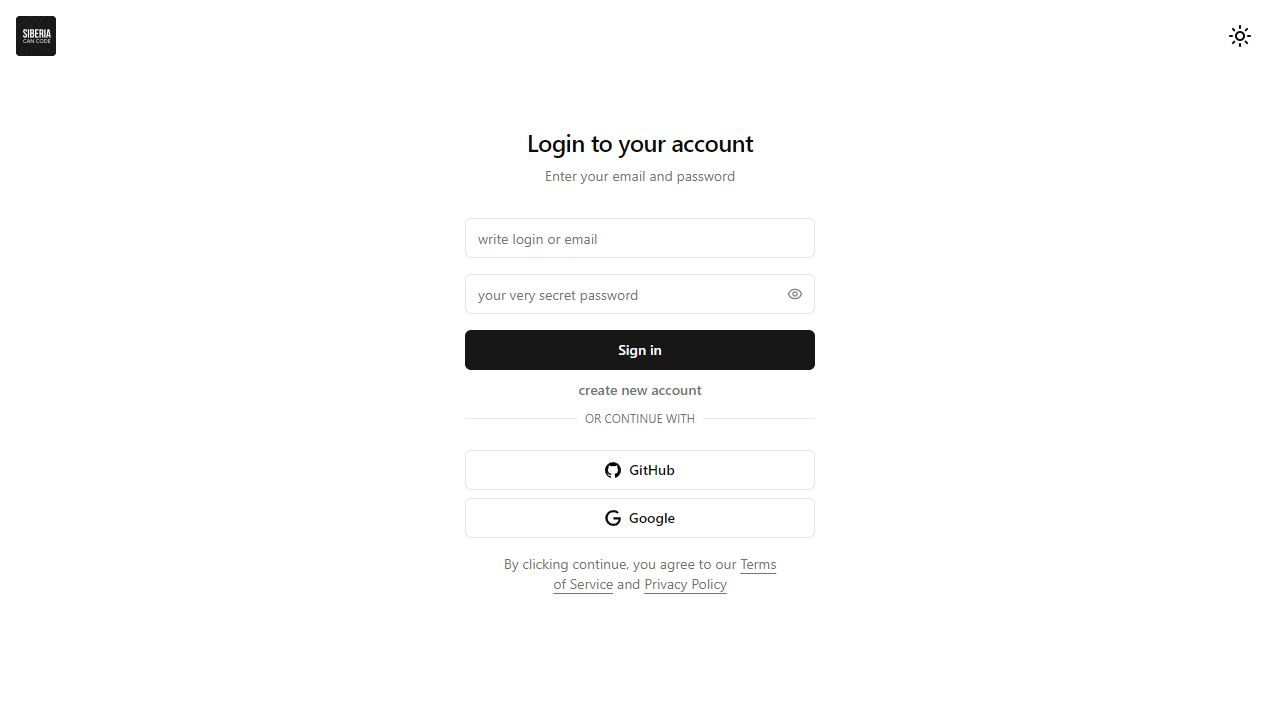 SIBERIA
CAN CODE
Login to your account
Enter your email and password
write login or email
your very secret password
Sign in
create new account
OR CONTINUE WITH
GitHub
Google
By clicking continue, you agree to our Terms
of Service and Privacy Policy